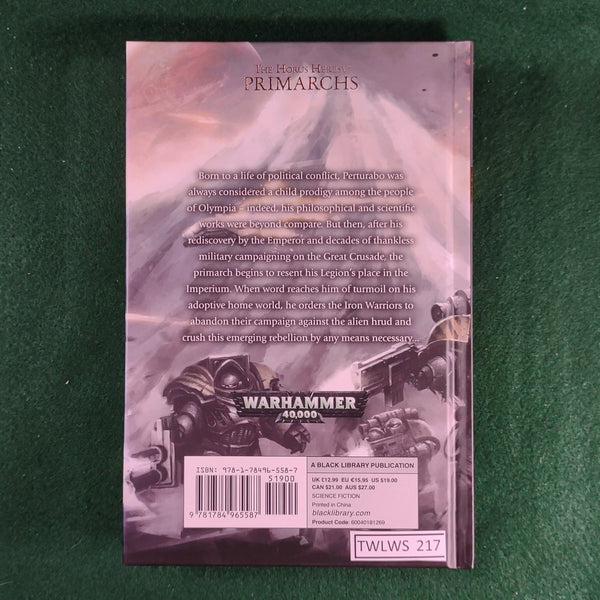 THE HORUS HERESY
PRIMARCHS
Born to a life of political conflict, Perturabo was
always considered a child prodigy among the people
of Olympia – indeed, his philosophical and scientific
works were beyond compare. But then, after his
rediscovery by the Emperor and decades of thankless
military campaigning on the Great Crusade, the
primarch begins to resent his Legion's place in the
Imperium. When word reaches him of turmoil on his
adoptive home world, he orders the Iron Warriors to
abandon their campaign against the alien hrud and
crush this emerging rebellion by any means necessary...
WARHAMMER
40,000
ISBN: 978-1-78496-558-7
51900
9 781784 965587
A BLACK LIBRARY PUBLICATION
UK £12.99 EU €15.95 US $19.00
CAN $21.00 AUS $27.00
SCIENCE FICTION
Printed in China
blacklibrary.com
Product Code: 60040181269
TWLWS 217